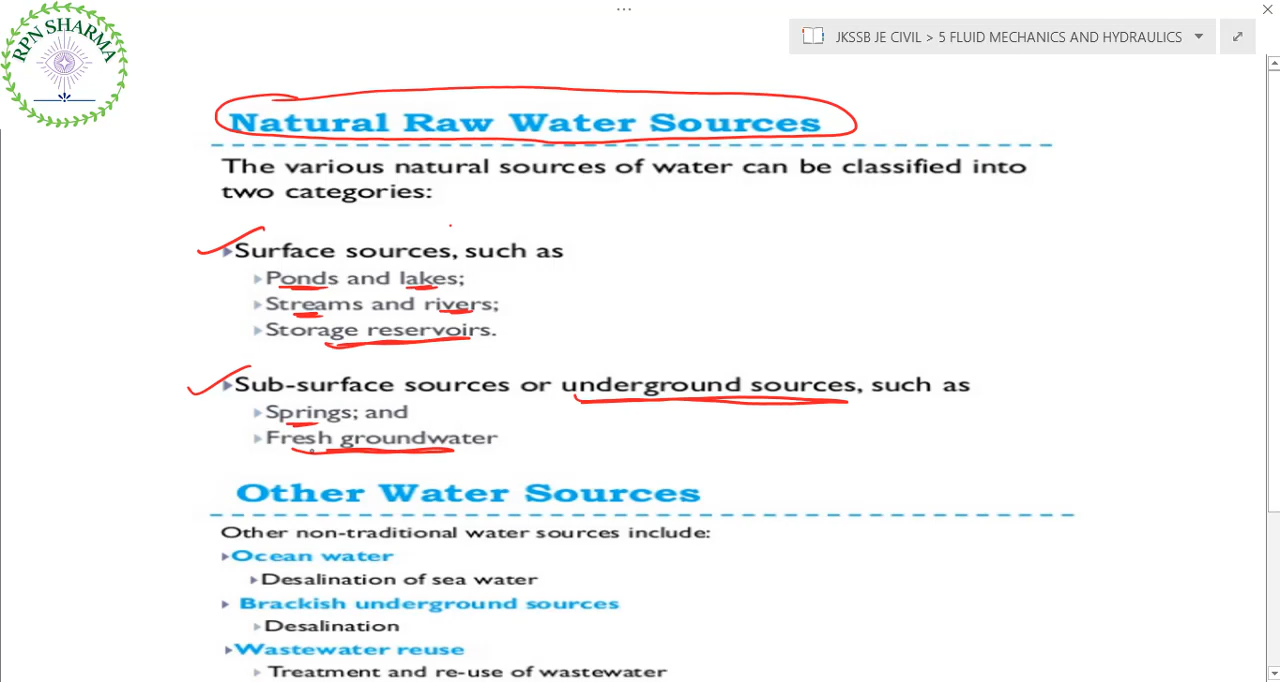 RPN SHARMA
JKSSB JE CIVIL > 5 FLUID MECHANICS AND HYDRAULICS
Natural Raw Water Sources
The various natural sources of water can be classified into
two categories:
Surface sources, such as
Ponds and lakes;
Streams and rivers;
Storage reservoirs.
Sub-surface sources or underground sources, such as
Springs; and
Fresh groundwater
Other Water Sources
Other non-traditional water sources include:
Ocean water
Desalination of sea water
Brackish underground sources
Desalination
Wastewater reuse
Treatment and re-use of wastewater